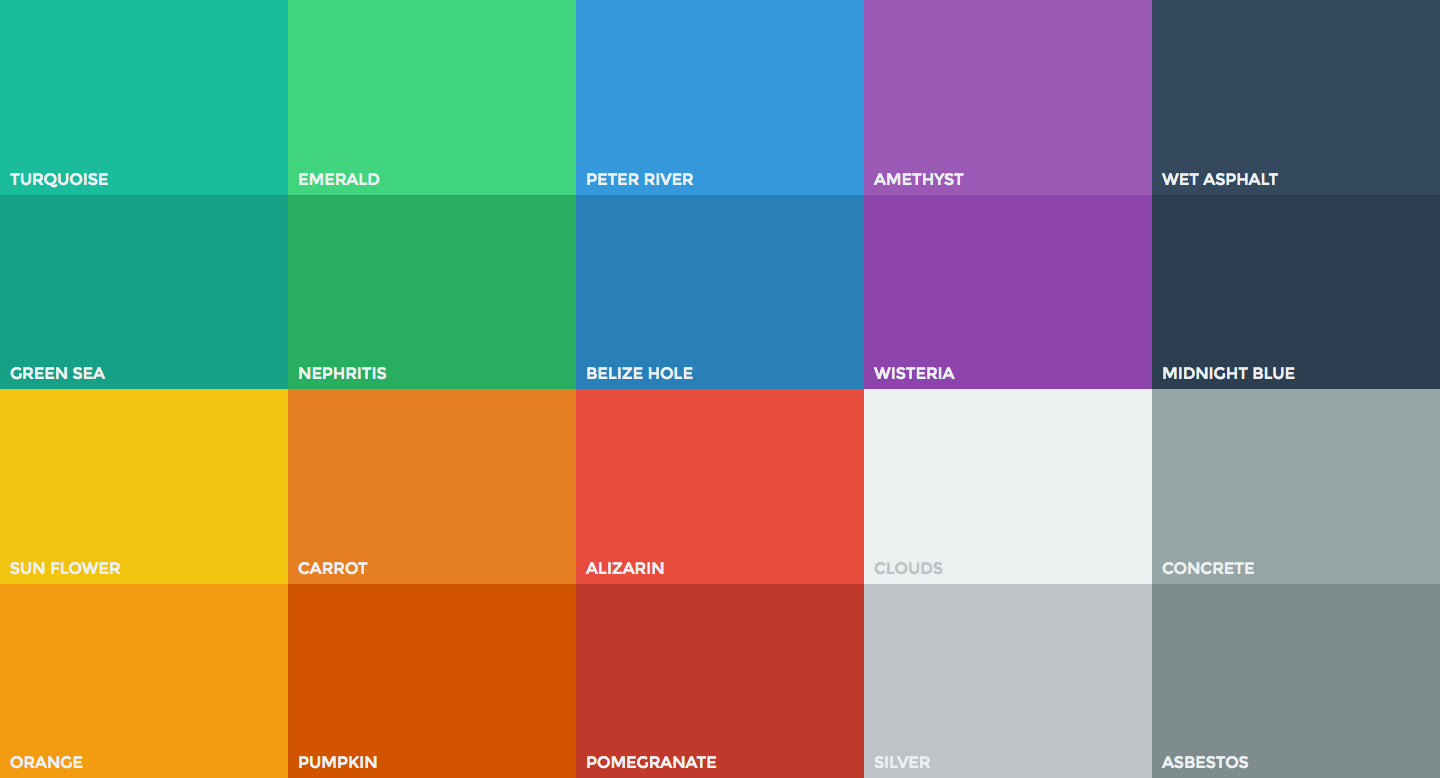 TURQUOISE
EMERALD
PETER RIVER
AMETHYST
WET ASPHALT
GREEN SEA
NEPHRITIS
BELIZE HOLE
WISTERIA
MIDNIGHT BLUE
SUN FLOWER
CARROT
ALIZARIN
CLOUDS
CONCRETE
ORANGE
PUMPKIN
POMEGRANATE
SILVER
ASBESTOS